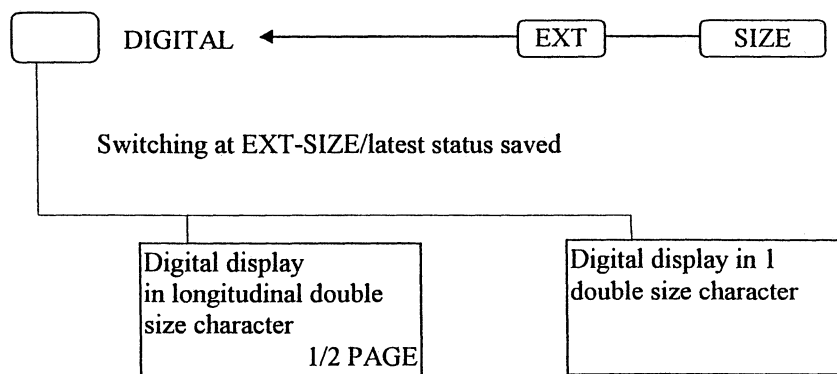 DIGITAL EXT SIZE
Switching at EXT-SIZE/latest status saved
Digital display
in longitudinal double
size character
1/2 PAGE
Digital display in 1
double size character